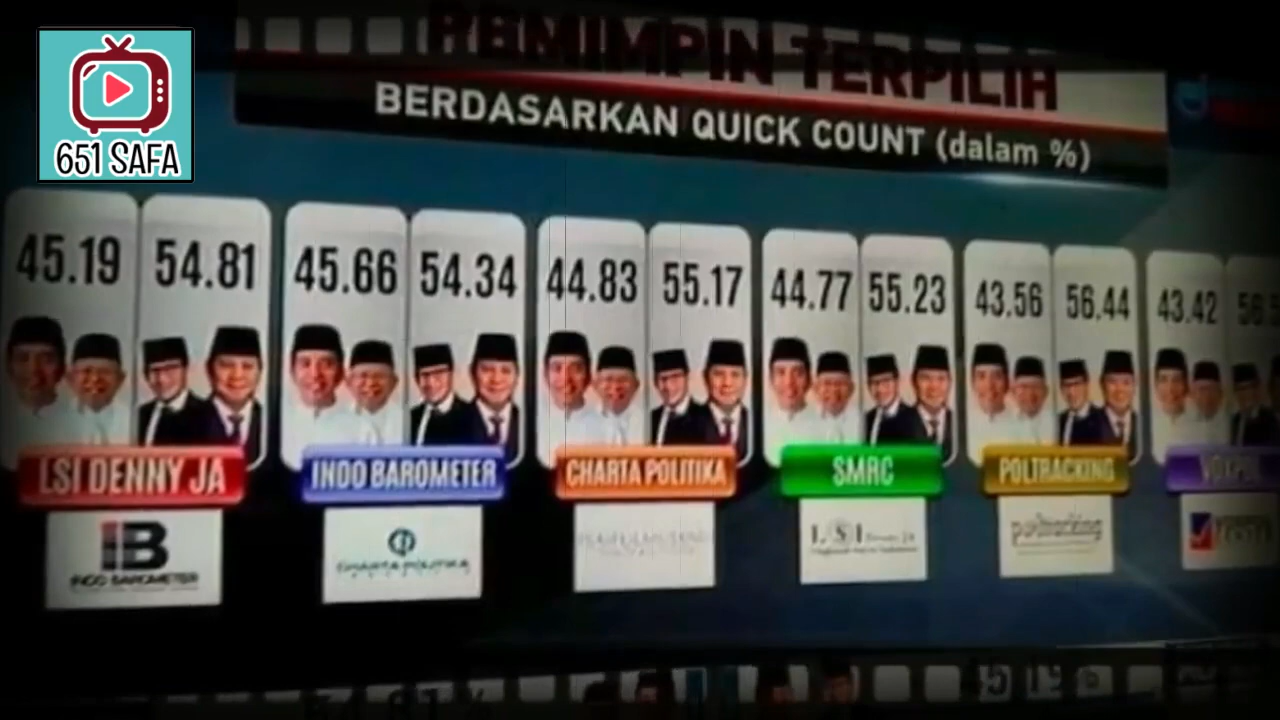 651 SAFA
PEMIMPIN TERPILIH
BERDASARKAN QUICK COUNT (dalam %)
45.19 54.81 45.66 54.34 44.83 55.17 44.77 55.23 43.56 56.44 43.42
LSI DENNY JA INDO BAROMETER CHARTA POLITIKA SMRC POLTRACKING
IB
INDO BAROMETER CHARTA POLITIKA LSI poltracking